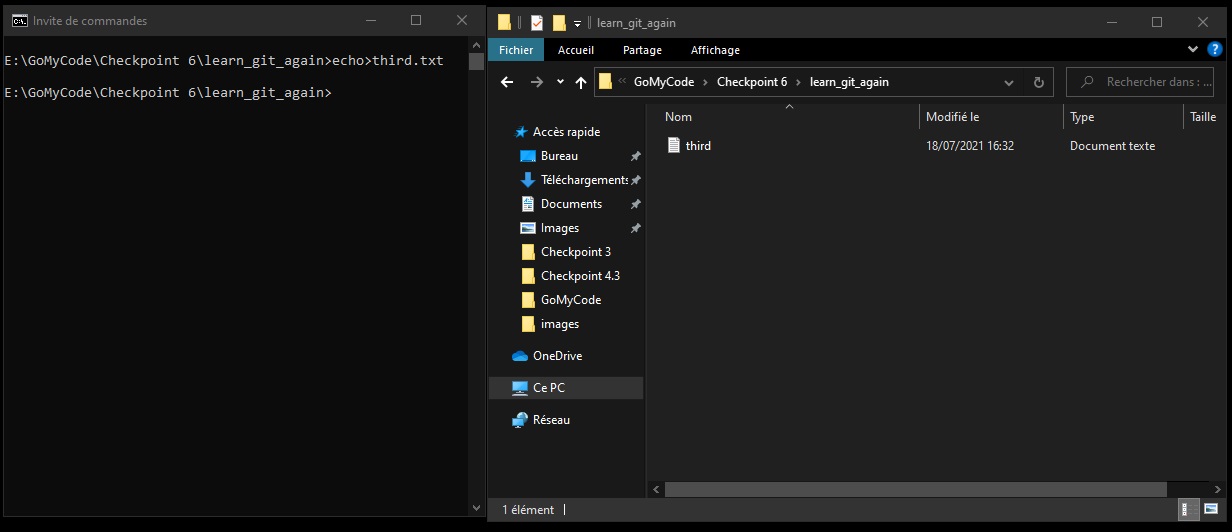 Invite de commandes
E:\GoMyCode\Checkpoint 6\learn_git_again>echo>third.txt
E:\GoMyCode\Checkpoint 6\learn_git_again>
learn_git_again
Fichier Accueil Partage Affichage
GoMyCode Checkpoint 6 learn_git_again Rechercher dans : ...
Nom Modifié le Type Taille
third 18/07/2021 16:32 Document texte
Accès rapide
Bureau
Téléchargements
Documents
Images
Checkpoint 3
Checkpoint 4.3
GoMyCode
images
OneDrive
Ce PC
Réseau
1 élément